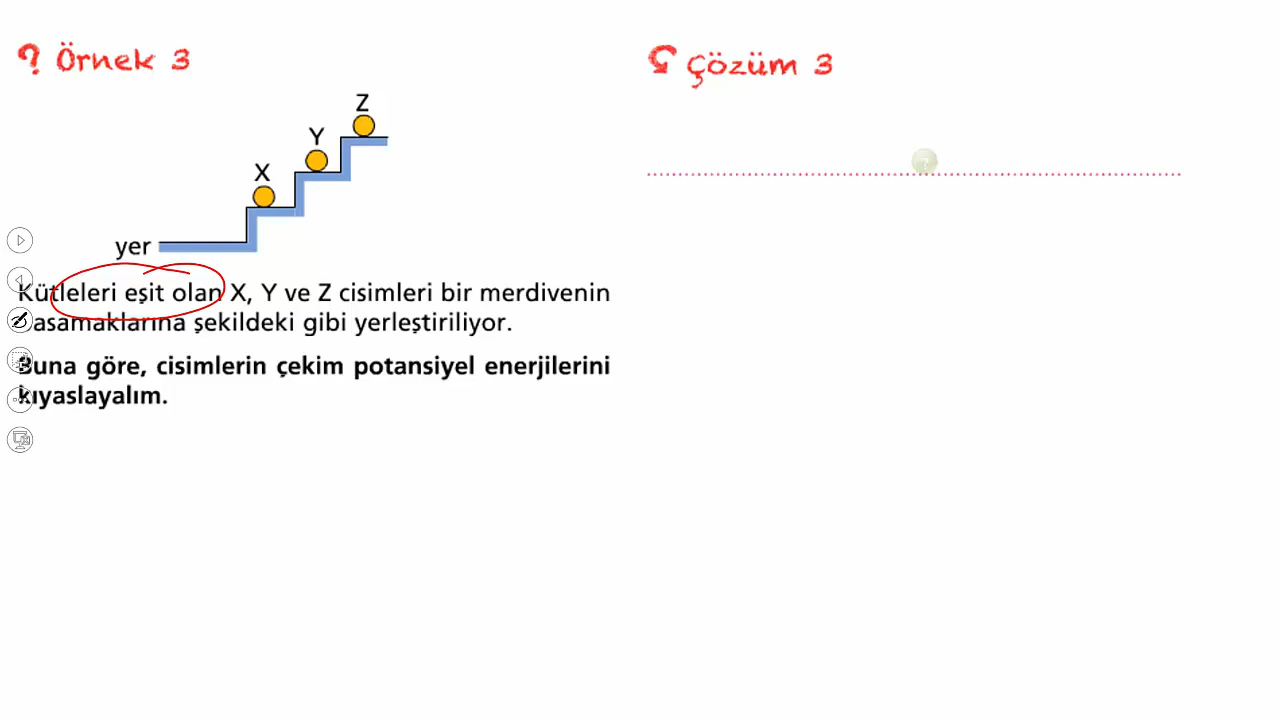 ? Örnek 3
Z
Y
X
yer
Kütleleri eşit olan X, Y ve Z cisimleri bir merdivenin
asamaklarına şekildeki gibi yerleştiriliyor.
Buna göre, cisimlerin çekim potansiyel enerjilerini
kıyaslayalım.
Çözüm 3